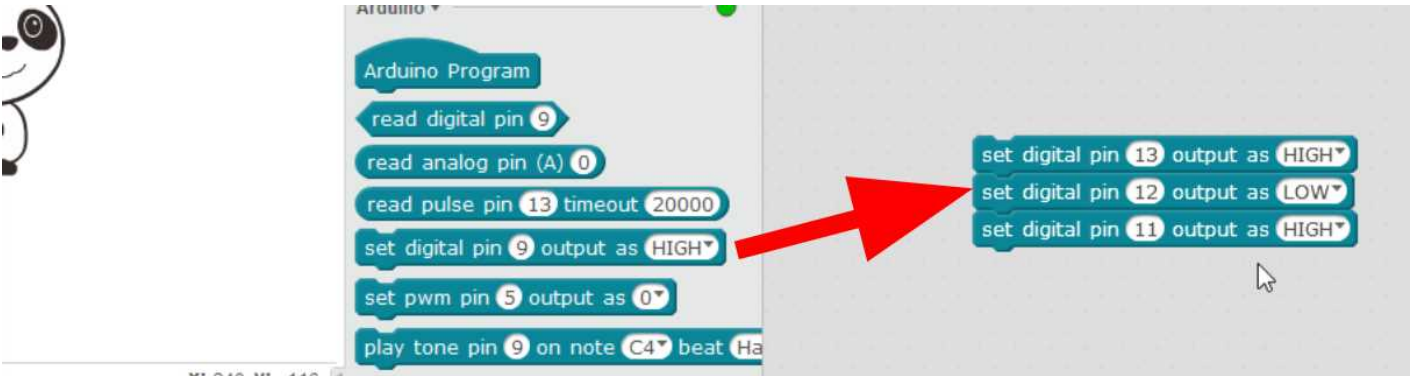 Arduino
Arduino Program
read digital pin 9
read analog pin (A) 0
read pulse pin 13 timeout 20000
set digital pin 9 output as HIGH
set pwm pin 5 output as 0
play tone pin 9 on note C4 beat Ha
set digital pin 13 output as HIGH
set digital pin 12 output as LOW
set digital pin 11 output as HIGH